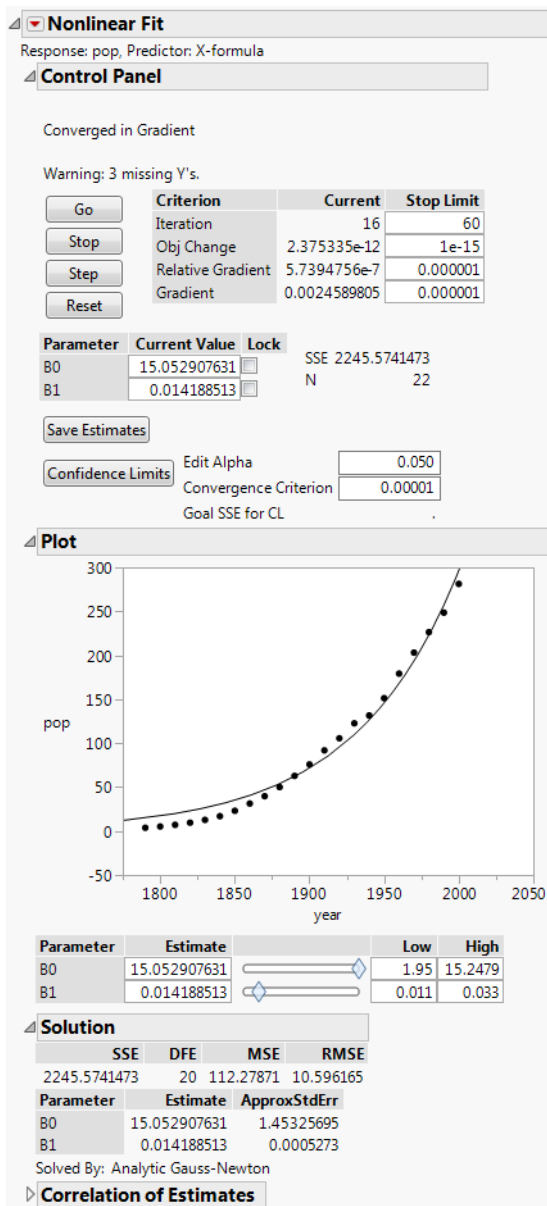 Nonlinear Fit
Response: pop, Predictor: X-formula
Control Panel
Converged in Gradient
Warning: 3 missing Y's.
Go
Stop
Step
Reset
Criterion Current Stop Limit
Iteration 16 60
Obj Change 2.375335e-12 1e-15
Relative Gradient 5.7394756e-7 0.000001
Gradient 0.0024589805 0.000001
Parameter Current Value Lock
B0 15.052907631
B1 0.014188513
SSE 2245.5741473
N 22
Save Estimates
Confidence Limits
Edit Alpha 0.050
Convergence Criterion 0.00001
Goal SSE for CL .
Plot
300
250
200
150
100
50
0
-50
pop
1800 1850 1900 1950 2000 2050
year
Parameter Estimate Low High
B0 15.052907631 1.95 15.2479
B1 0.014188513 0.011 0.033
Solution
SSE DFE MSE RMSE
2245.5741473 20 112.27871 10.596165
Parameter Estimate ApproxStdErr
B0 15.052907631 1.45325695
B1 0.014188513 0.0005273
Solved By: Analytic Gauss-Newton
Correlation of Estimates